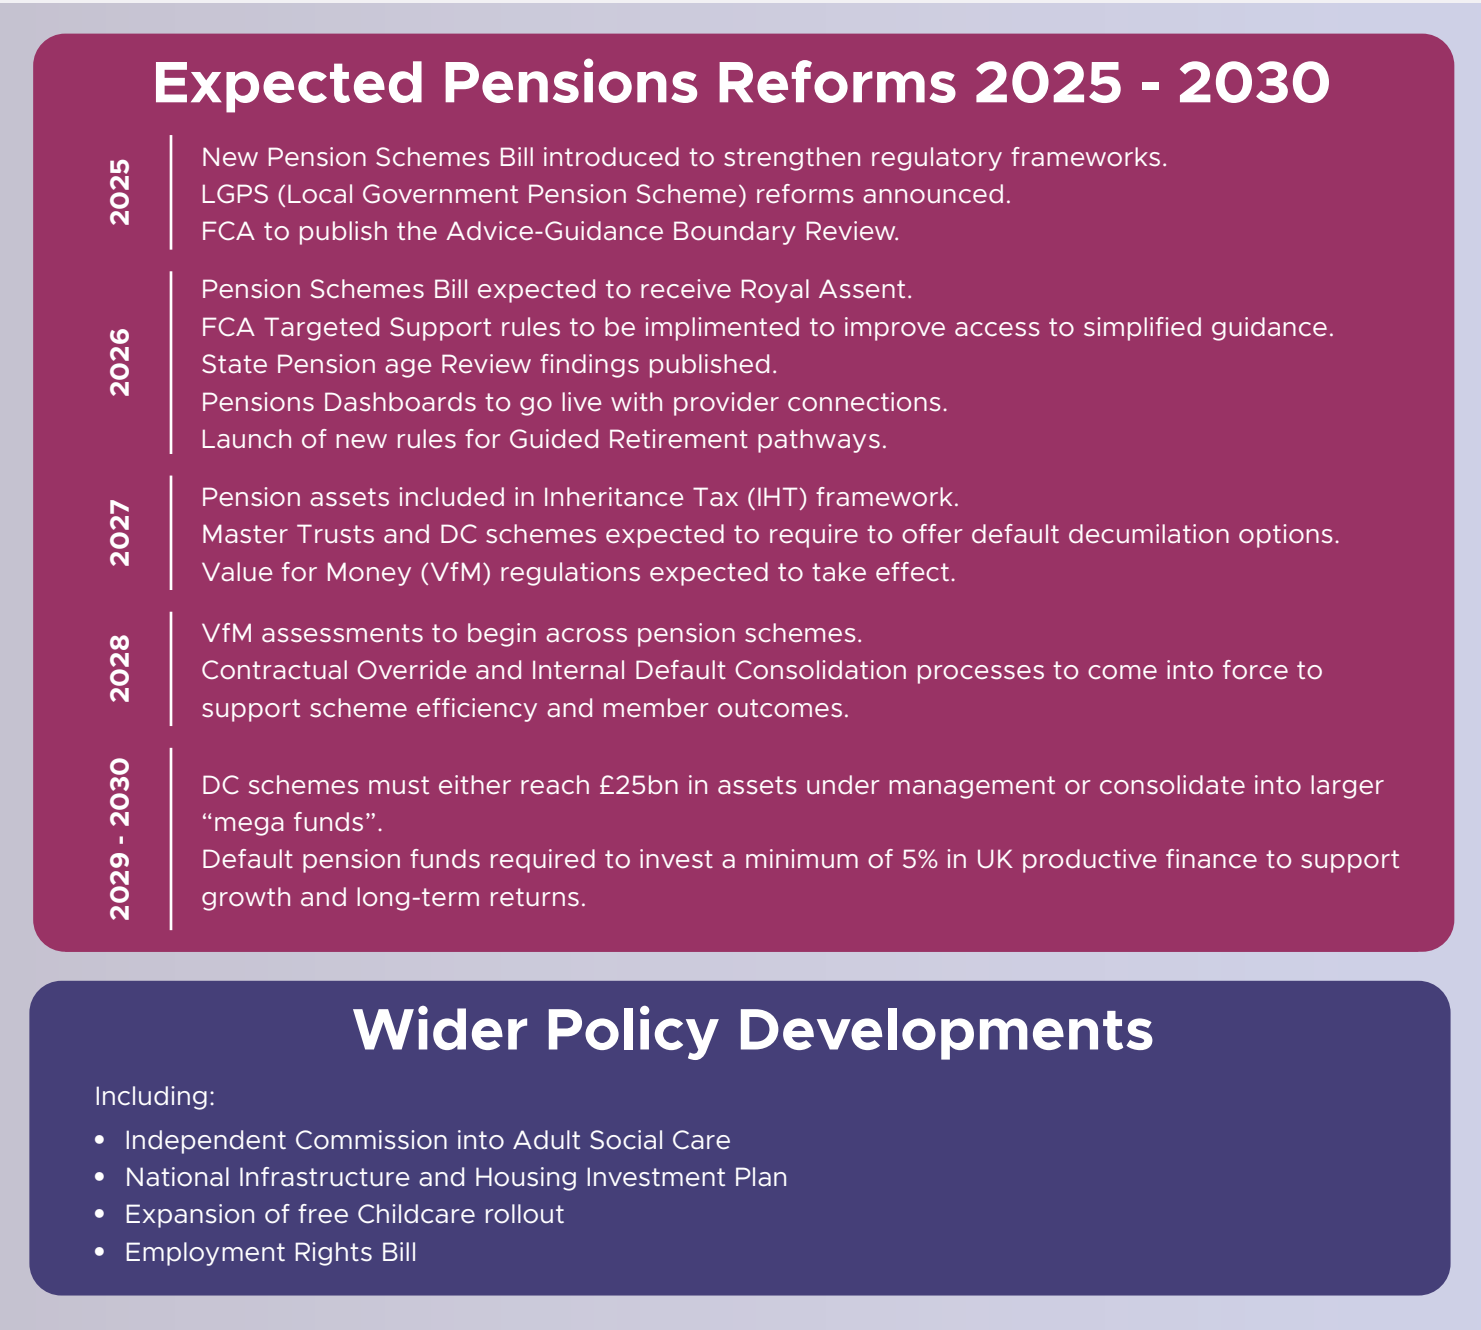 Expected Pensions Reforms 2025 - 2030
2025
New Pension Schemes Bill introduced to strengthen regulatory frameworks.
LGPS (Local Government Pension Scheme) reforms announced.
FCA to publish the Advice-Guidance Boundary Review.
2026
Pension Schemes Bill expected to receive Royal Assent.
FCA Targeted Support rules to be implimented to improve access to simplified guidance.
State Pension age Review findings published.
Pensions Dashboards to go live with provider connections.
Launch of new rules for Guided Retirement pathways.
2027
Pension assets included in Inheritance Tax (IHT) framework.
Master Trusts and DC schemes expected to require to offer default decumilation options.
Value for Money (VfM) regulations expected to take effect.
2028
VfM assessments to begin across pension schemes.
Contractual Override and Internal Default Consolidation processes to come into force to
support scheme efficiency and member outcomes.
2029 - 2030
DC schemes must either reach £25bn in assets under management or consolidate into larger
“mega funds”.
Default pension funds required to invest a minimum of 5% in UK productive finance to support
growth and long-term returns.
Wider Policy Developments
Including:
• Independent Commission into Adult Social Care
• National Infrastructure and Housing Investment Plan
• Expansion of free Childcare rollout
• Employment Rights Bill